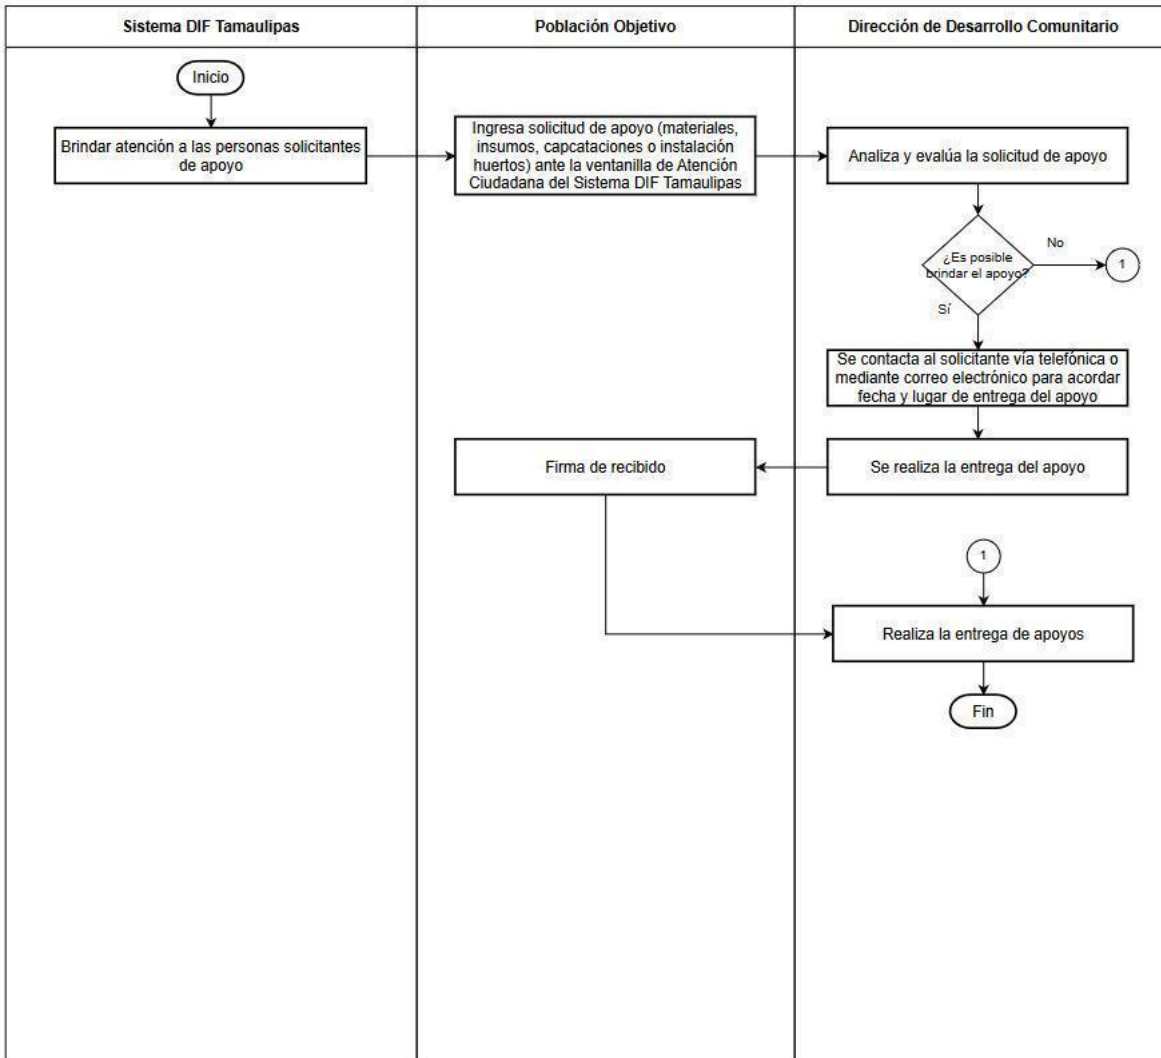 Sistema DIF Tamaulipas
Población Objetivo
Dirección de Desarrollo Comunitario
Inicio
Brindar atención a las personas solicitantes
de apoyo
Ingresa solicitud de apoyo (materiales,
insumos, capcataciones o instalación
huertos) ante la ventanilla de Atención
Ciudadana del Sistema DIF Tamaulipas
Analiza y evalúa la solicitud de apoyo
¿Es posible
brindar el apoyo?
No
1
Sí
Se contacta al solicitante vía telefónica o
mediante correo electrónico para acordar
fecha y lugar de entrega del apoyo
Se realiza la entrega del apoyo
Firma de recibido
1
Realiza la entrega de apoyos
Fin